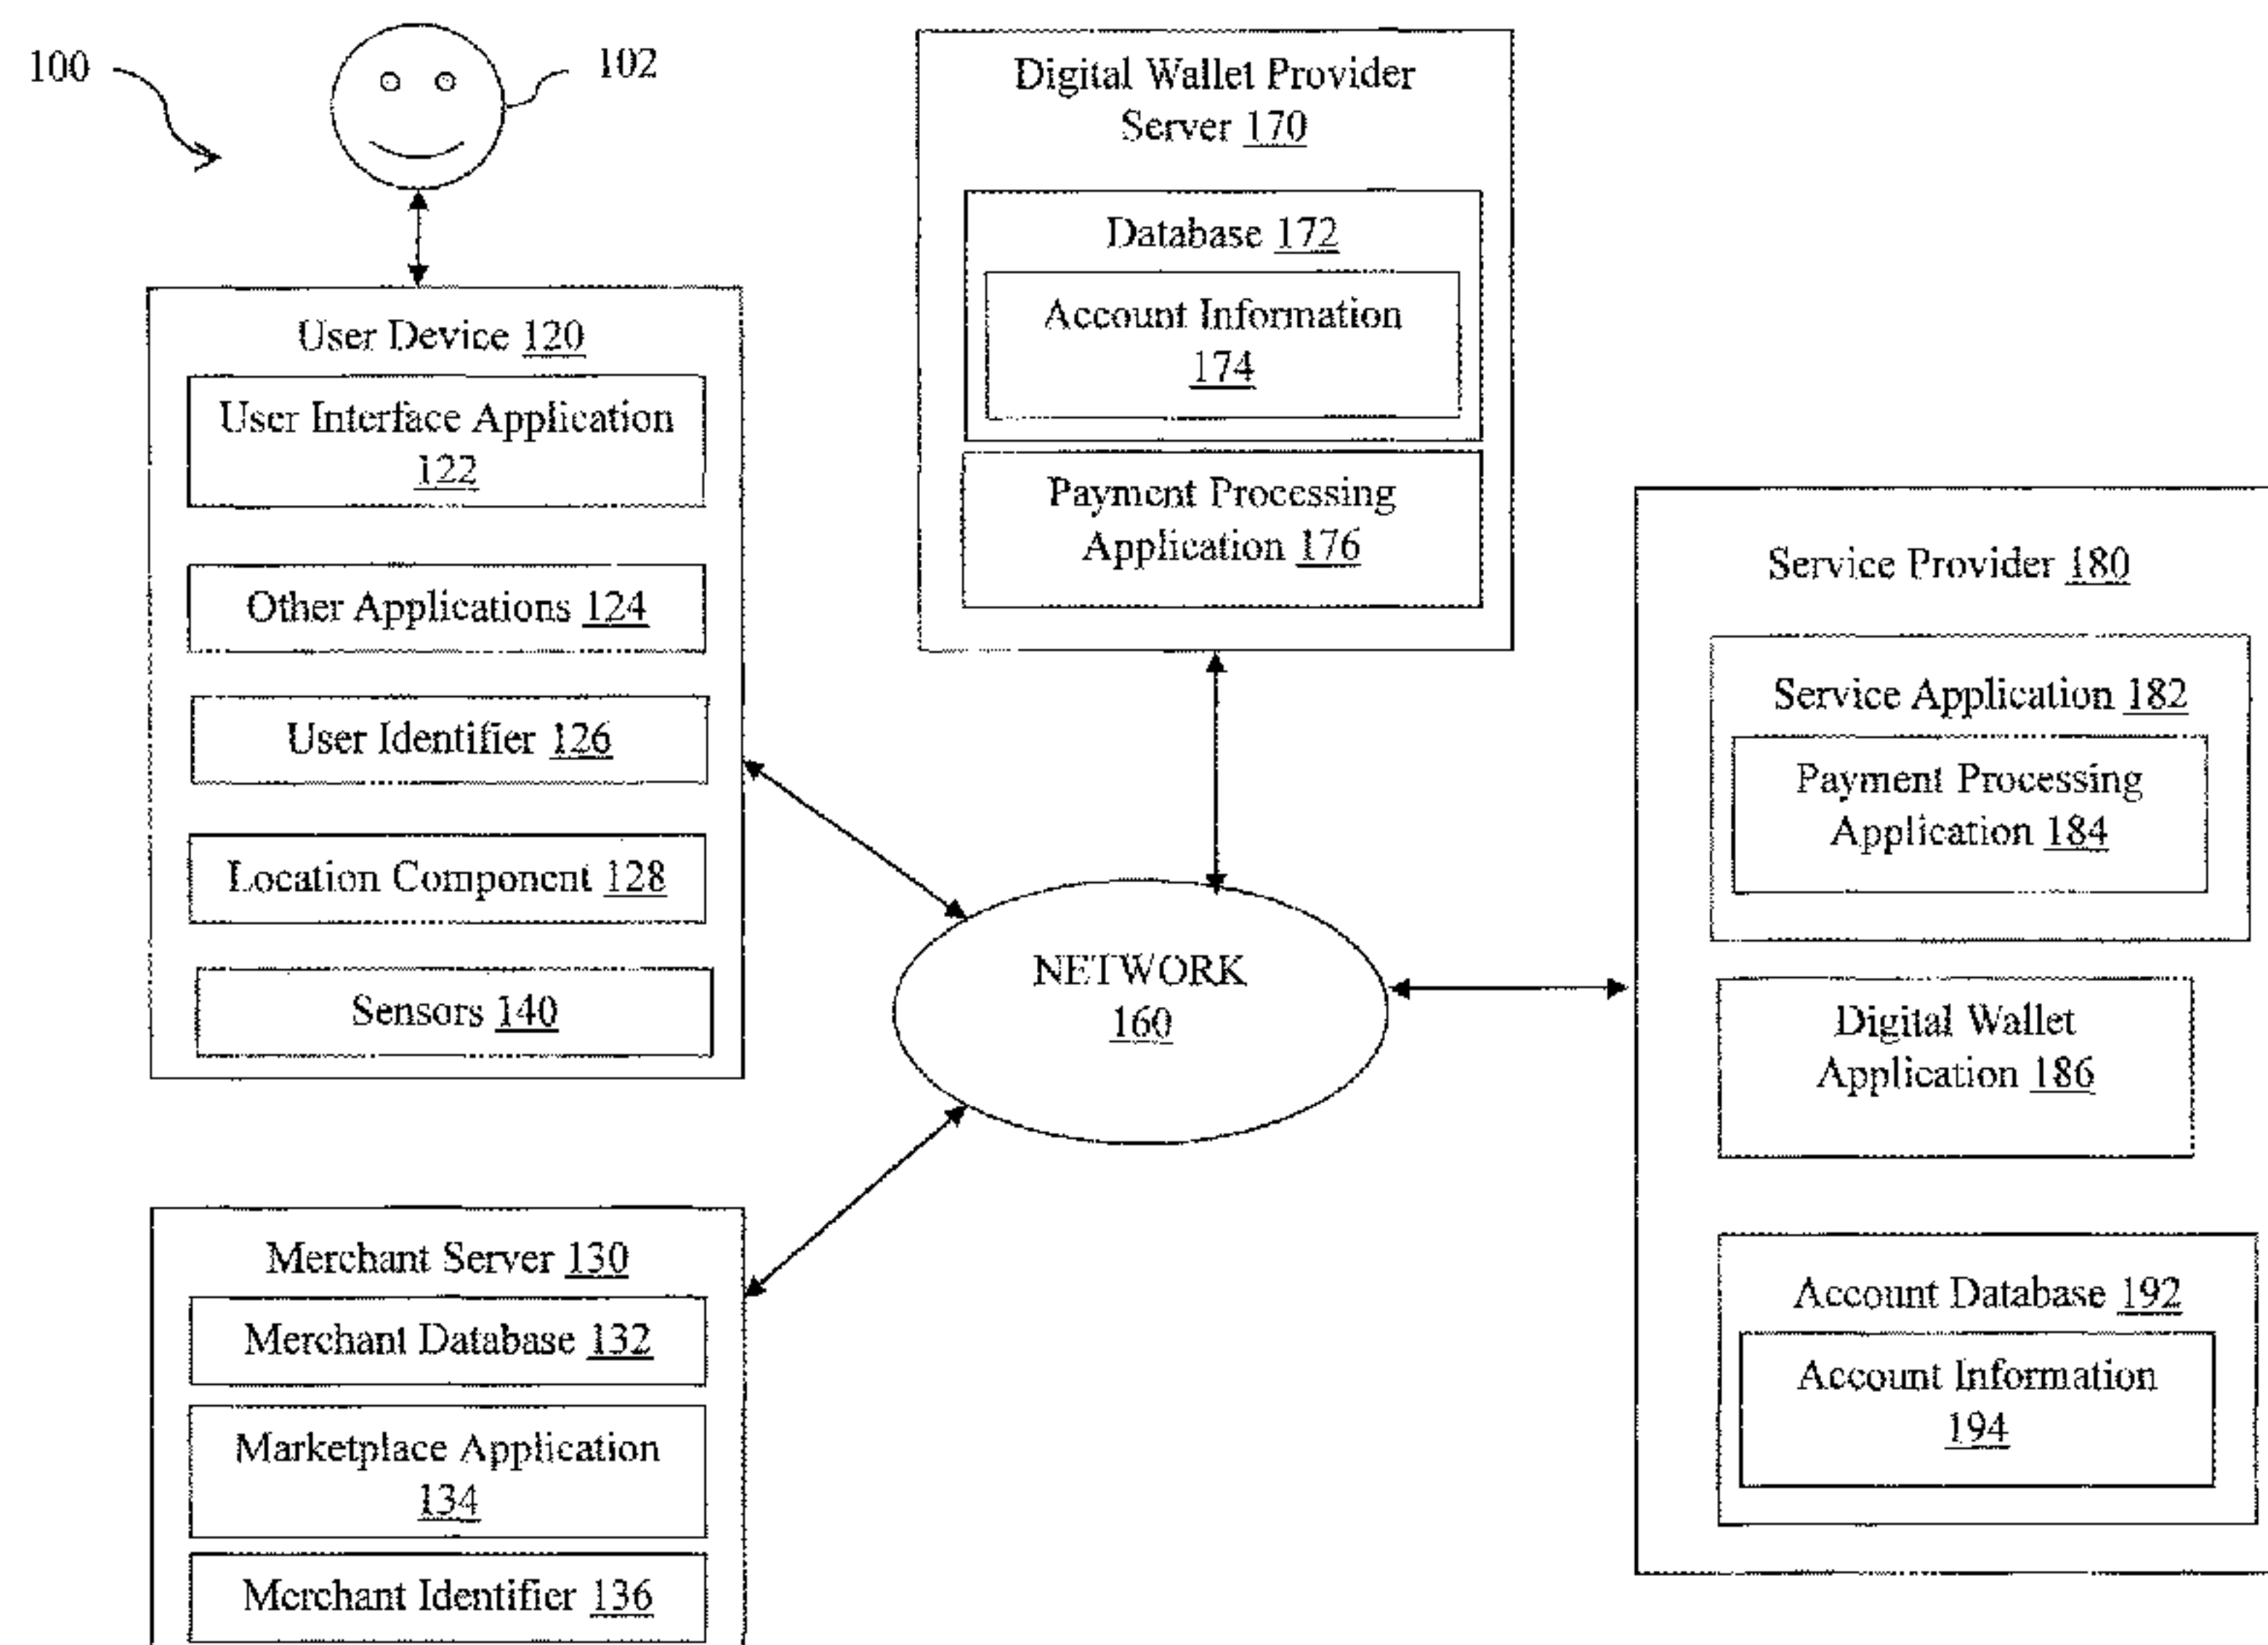 100
102
Digital Wallet Provider
Server 170
Database 172
Account Information
174
Payment Processing
Application 176
User Device 120
User Interface Application
122
Other Applications 124
User Identifier 126
Location Component 128
Sensors 140
NETWORK
160
Service Provider 180
Service Application 182
Payment Processing
Application 184
Digital Wallet
Application 186
Account Database 192
Account Information
194
Merchant Server 130
Merchant Database 132
Marketplace Application
134
Merchant Identifier 136